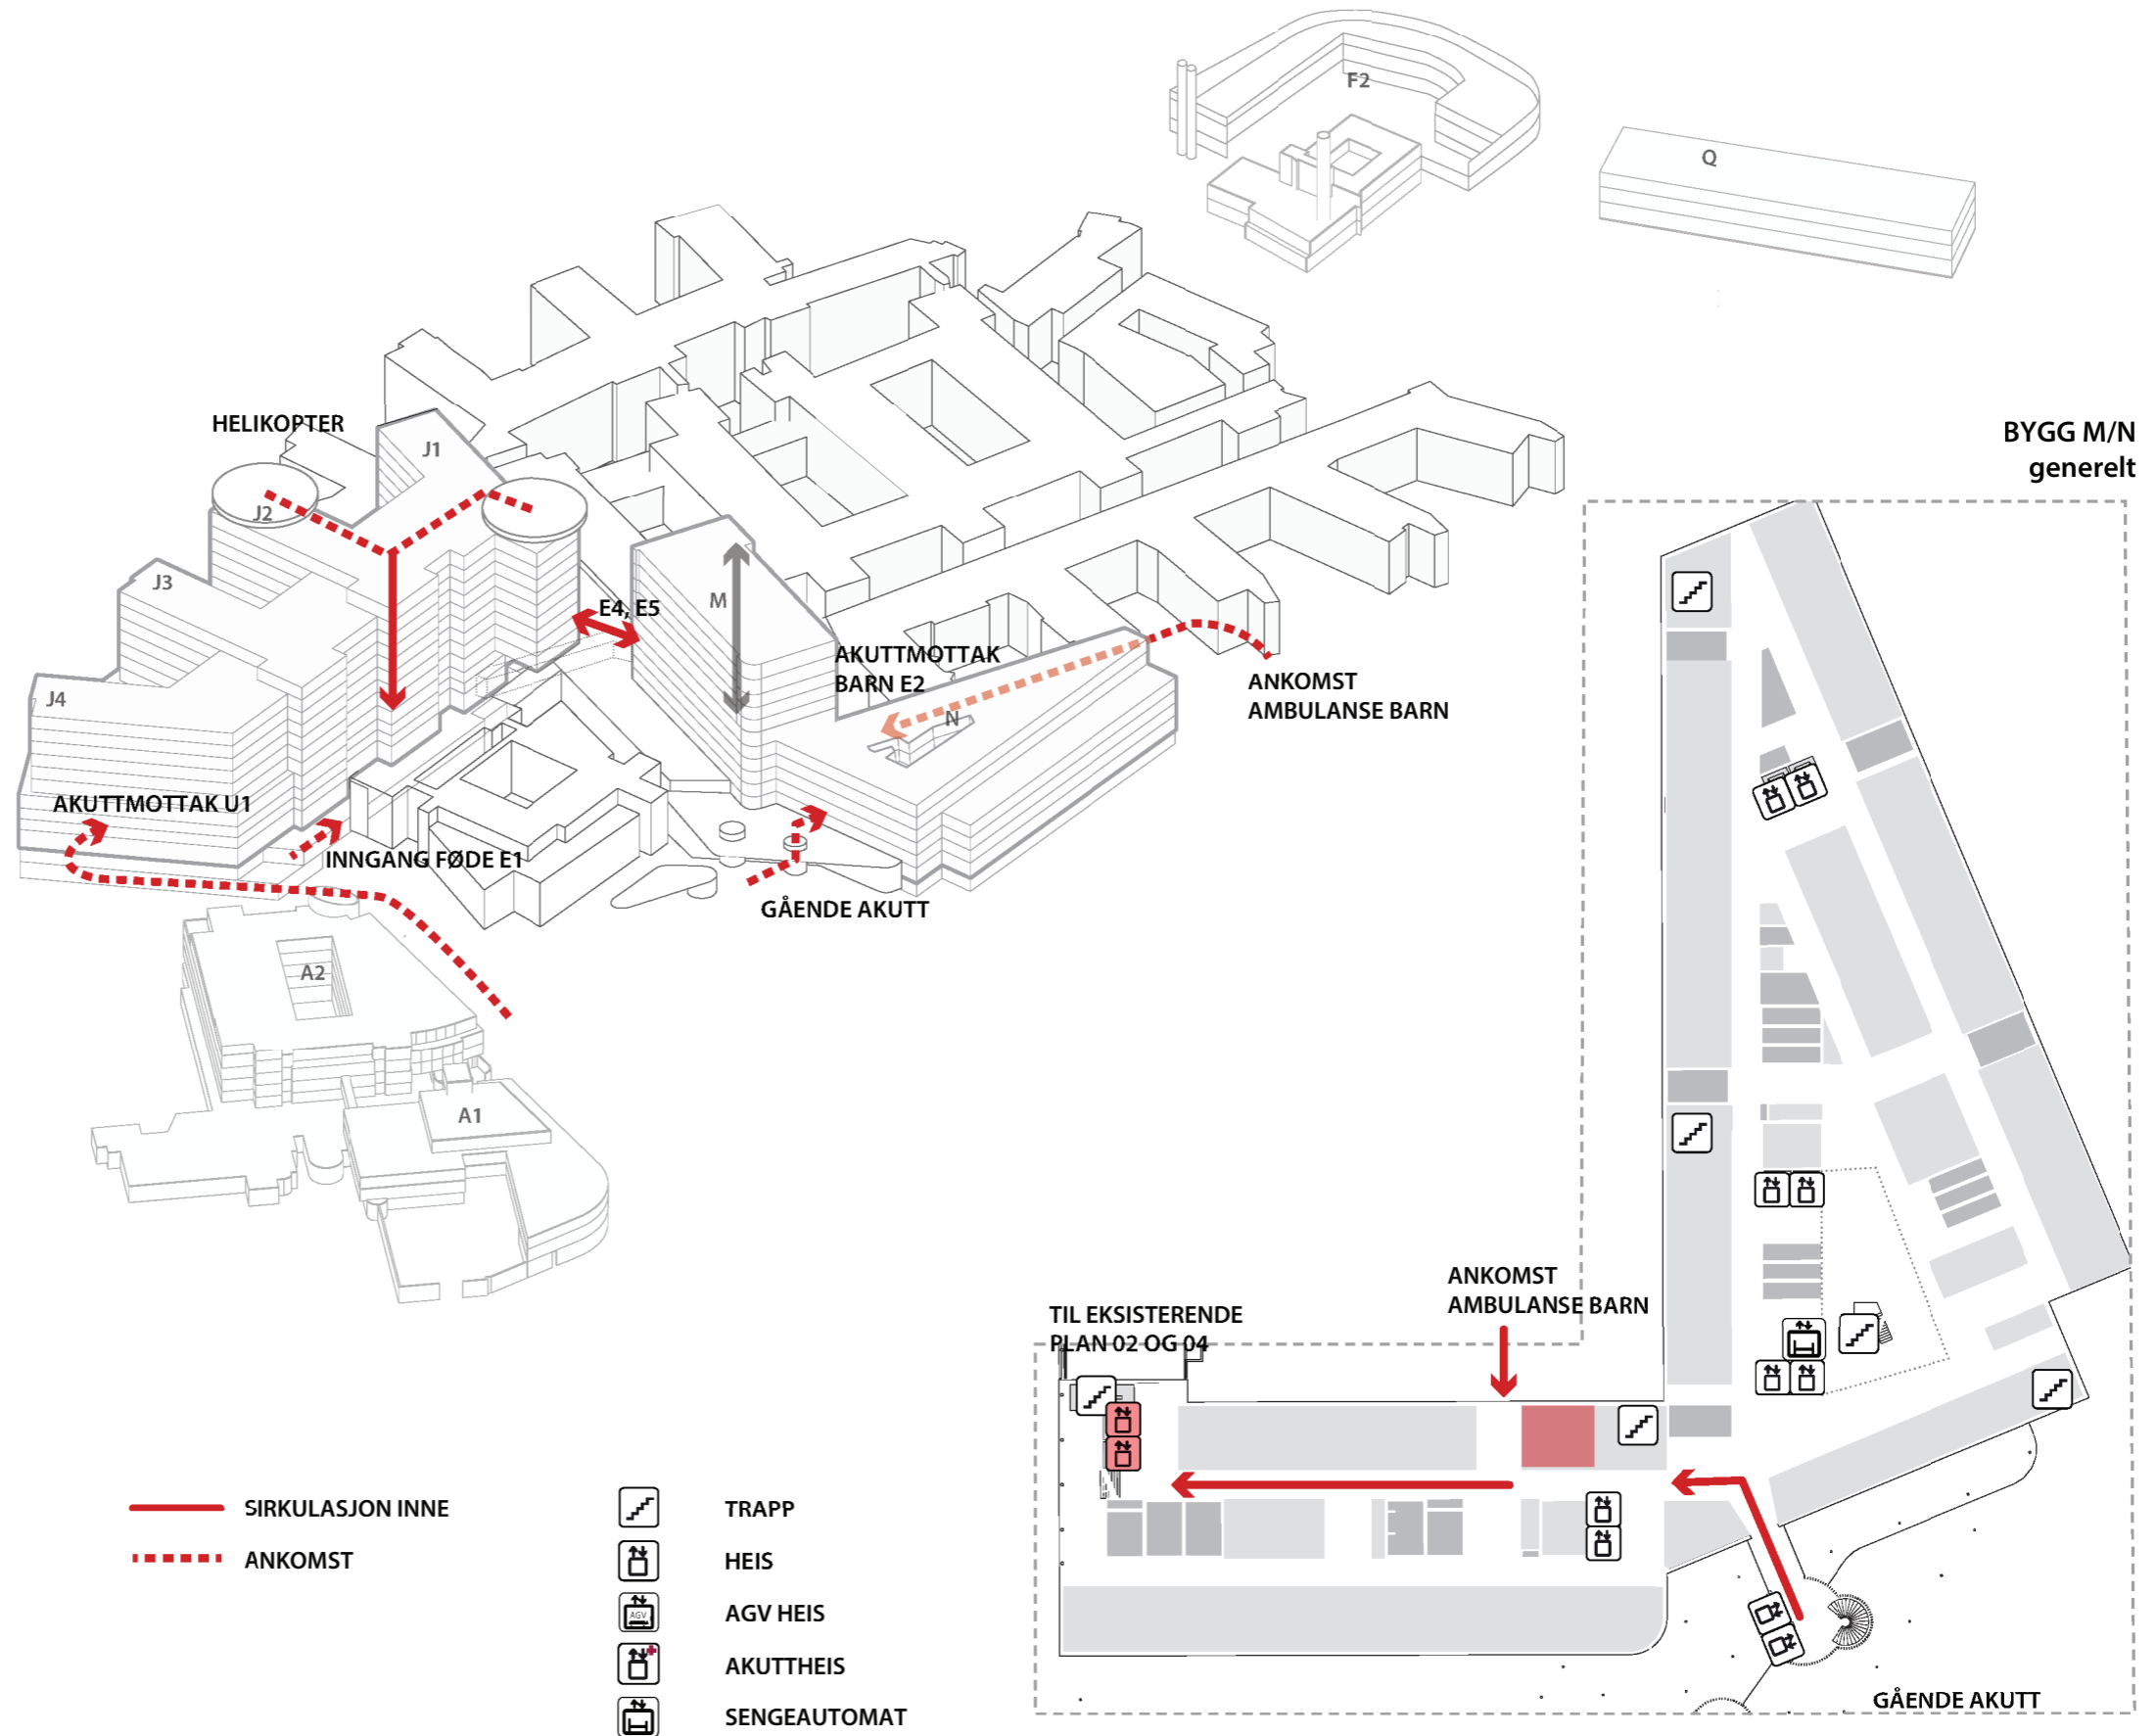 F2
Q
HELIKOPTER
J1
J2
BYGG M/N
generelt
J3
E4, E5
M
AKUTTMOTTAK
BARN E2
ANKOMST
AMBULANSE BARN
J4
N
AKUTTMOTTAK U1
INNGANG FØDE E1
GÅENDE AKUTT
A2
A1
ANKOMST
AMBULANSE BARN
TIL EKSISTERENDE
PLAN 02 OG 04
SIRKULASJON INNE
ANKOMST
TRAPP
HEIS
AGV
AGV HEIS
AKUTTHEIS
SENGEAUTOMAT
GÅENDE AKUTT